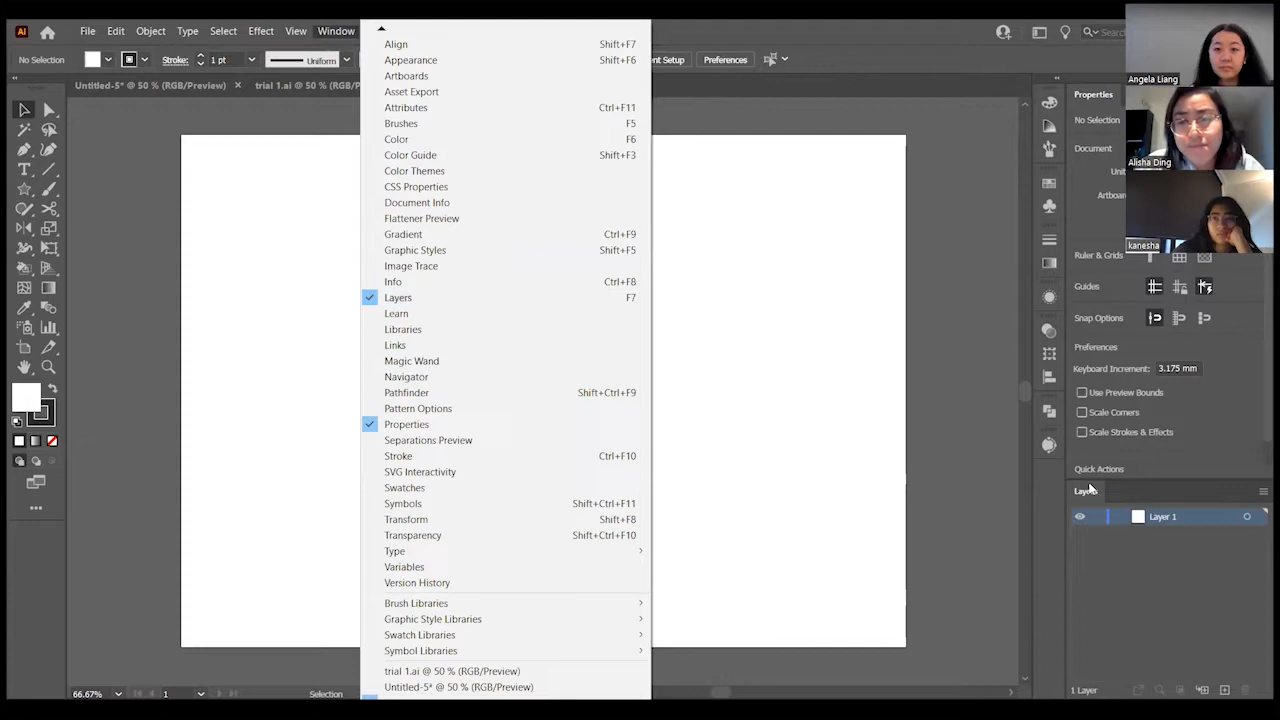 Ai File Edit Object Type Select Effect View Window
No Selection Stroke: 1 pt Uniform Preferences
Untitled-5* @ 50 % (RGB/Preview) × trial 1.ai @ 50 % (RGB/P
Align Shift+F7
Appearance Shift+F6
Artboards
Asset Export
Attributes Ctrl+F11
Brushes F5
Color F6
Color Guide Shift+F3
Color Themes
CSS Properties
Document Info
Flattener Preview
Gradient Ctrl+F9
Graphic Styles Shift+F5
Image Trace
Info Ctrl+F8
Layers F7
Learn
Libraries
Links
Magic Wand
Navigator
Pathfinder Shift+Ctrl+F9
Pattern Options
Properties
Separations Preview
Stroke Ctrl+F10
SVG Interactivity
Swatches
Symbols Shift+Ctrl+F11
Transform Shift+F8
Transparency Shift+Ctrl+F10
Type
Variables
Version History
Brush Libraries
Graphic Style Libraries
Swatch Libraries
Symbol Libraries
trial 1.ai @ 50 % (RGB/Preview)
Untitled-5* @ 50 % (RGB/Preview)
66.67% 1 Selection
Angela Liang
Alisha Ding
kanesha
Properties
No Selection
Document
Ruler & Grids
Guides
Snap Options
Preferences
Keyboard Increment: 3.175 mm
Use Preview Bounds
Scale Corners
Scale Strokes & Effects
Quick Actions
Layers
Layer 1
1 Layer